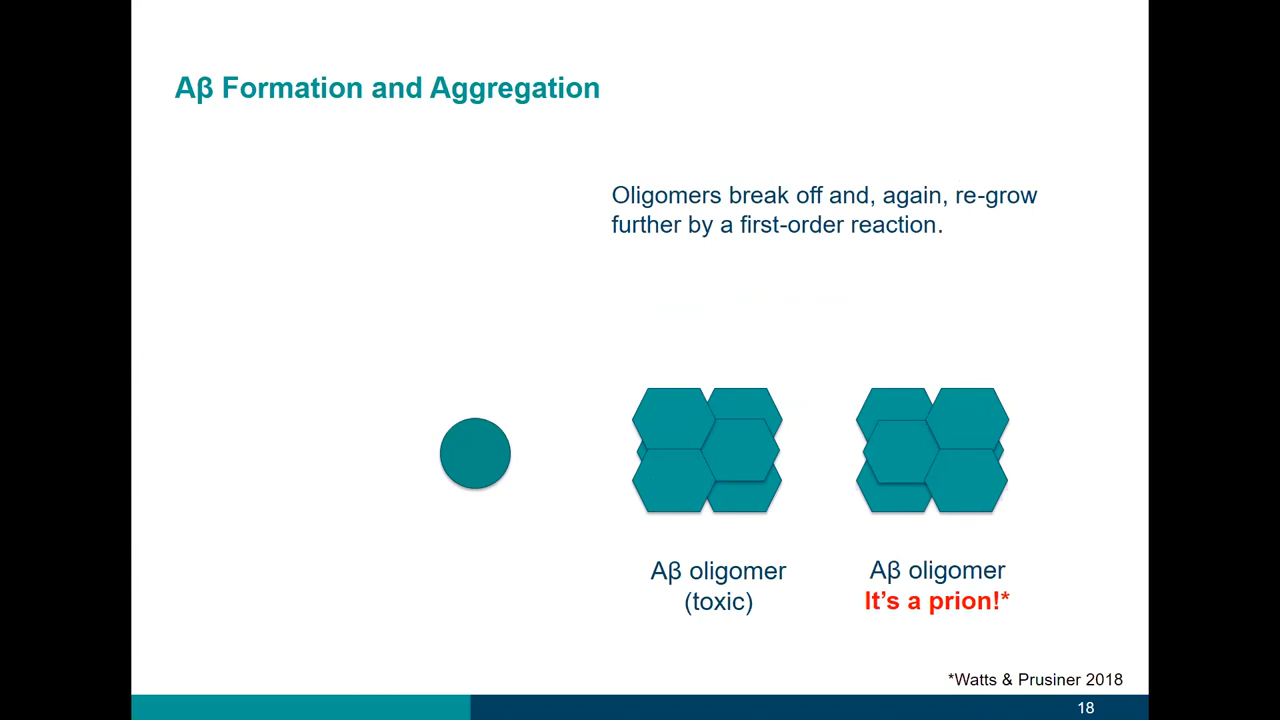 Aβ Formation and Aggregation
Oligomers break off and, again, re-grow
further by a first-order reaction.
Aβ oligomer
(toxic)
Aβ oligomer
It's a prion!*
*Watts & Prusiner 2018
18